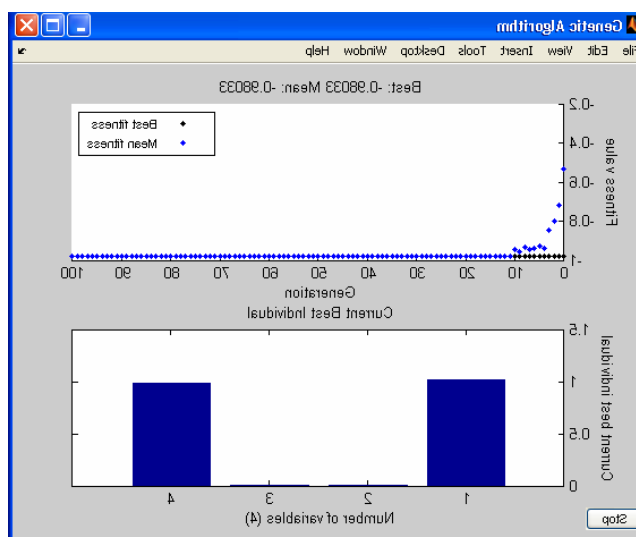 Genetic Algorithm
File Edit View Insert Tools Desktop Window Help
Best: -0.98033 Mean: -0.98033
-0.2
-0.4
-0.6
-0.8
-1
Fitness value
Best fitness
Mean fitness
0 10 20 30 40 50 60 70 80 90 100
Generation
Current Best Individual
1.5
1
0.5
0
Current best individual
1 2 3 4
Number of variables (4)
Stop